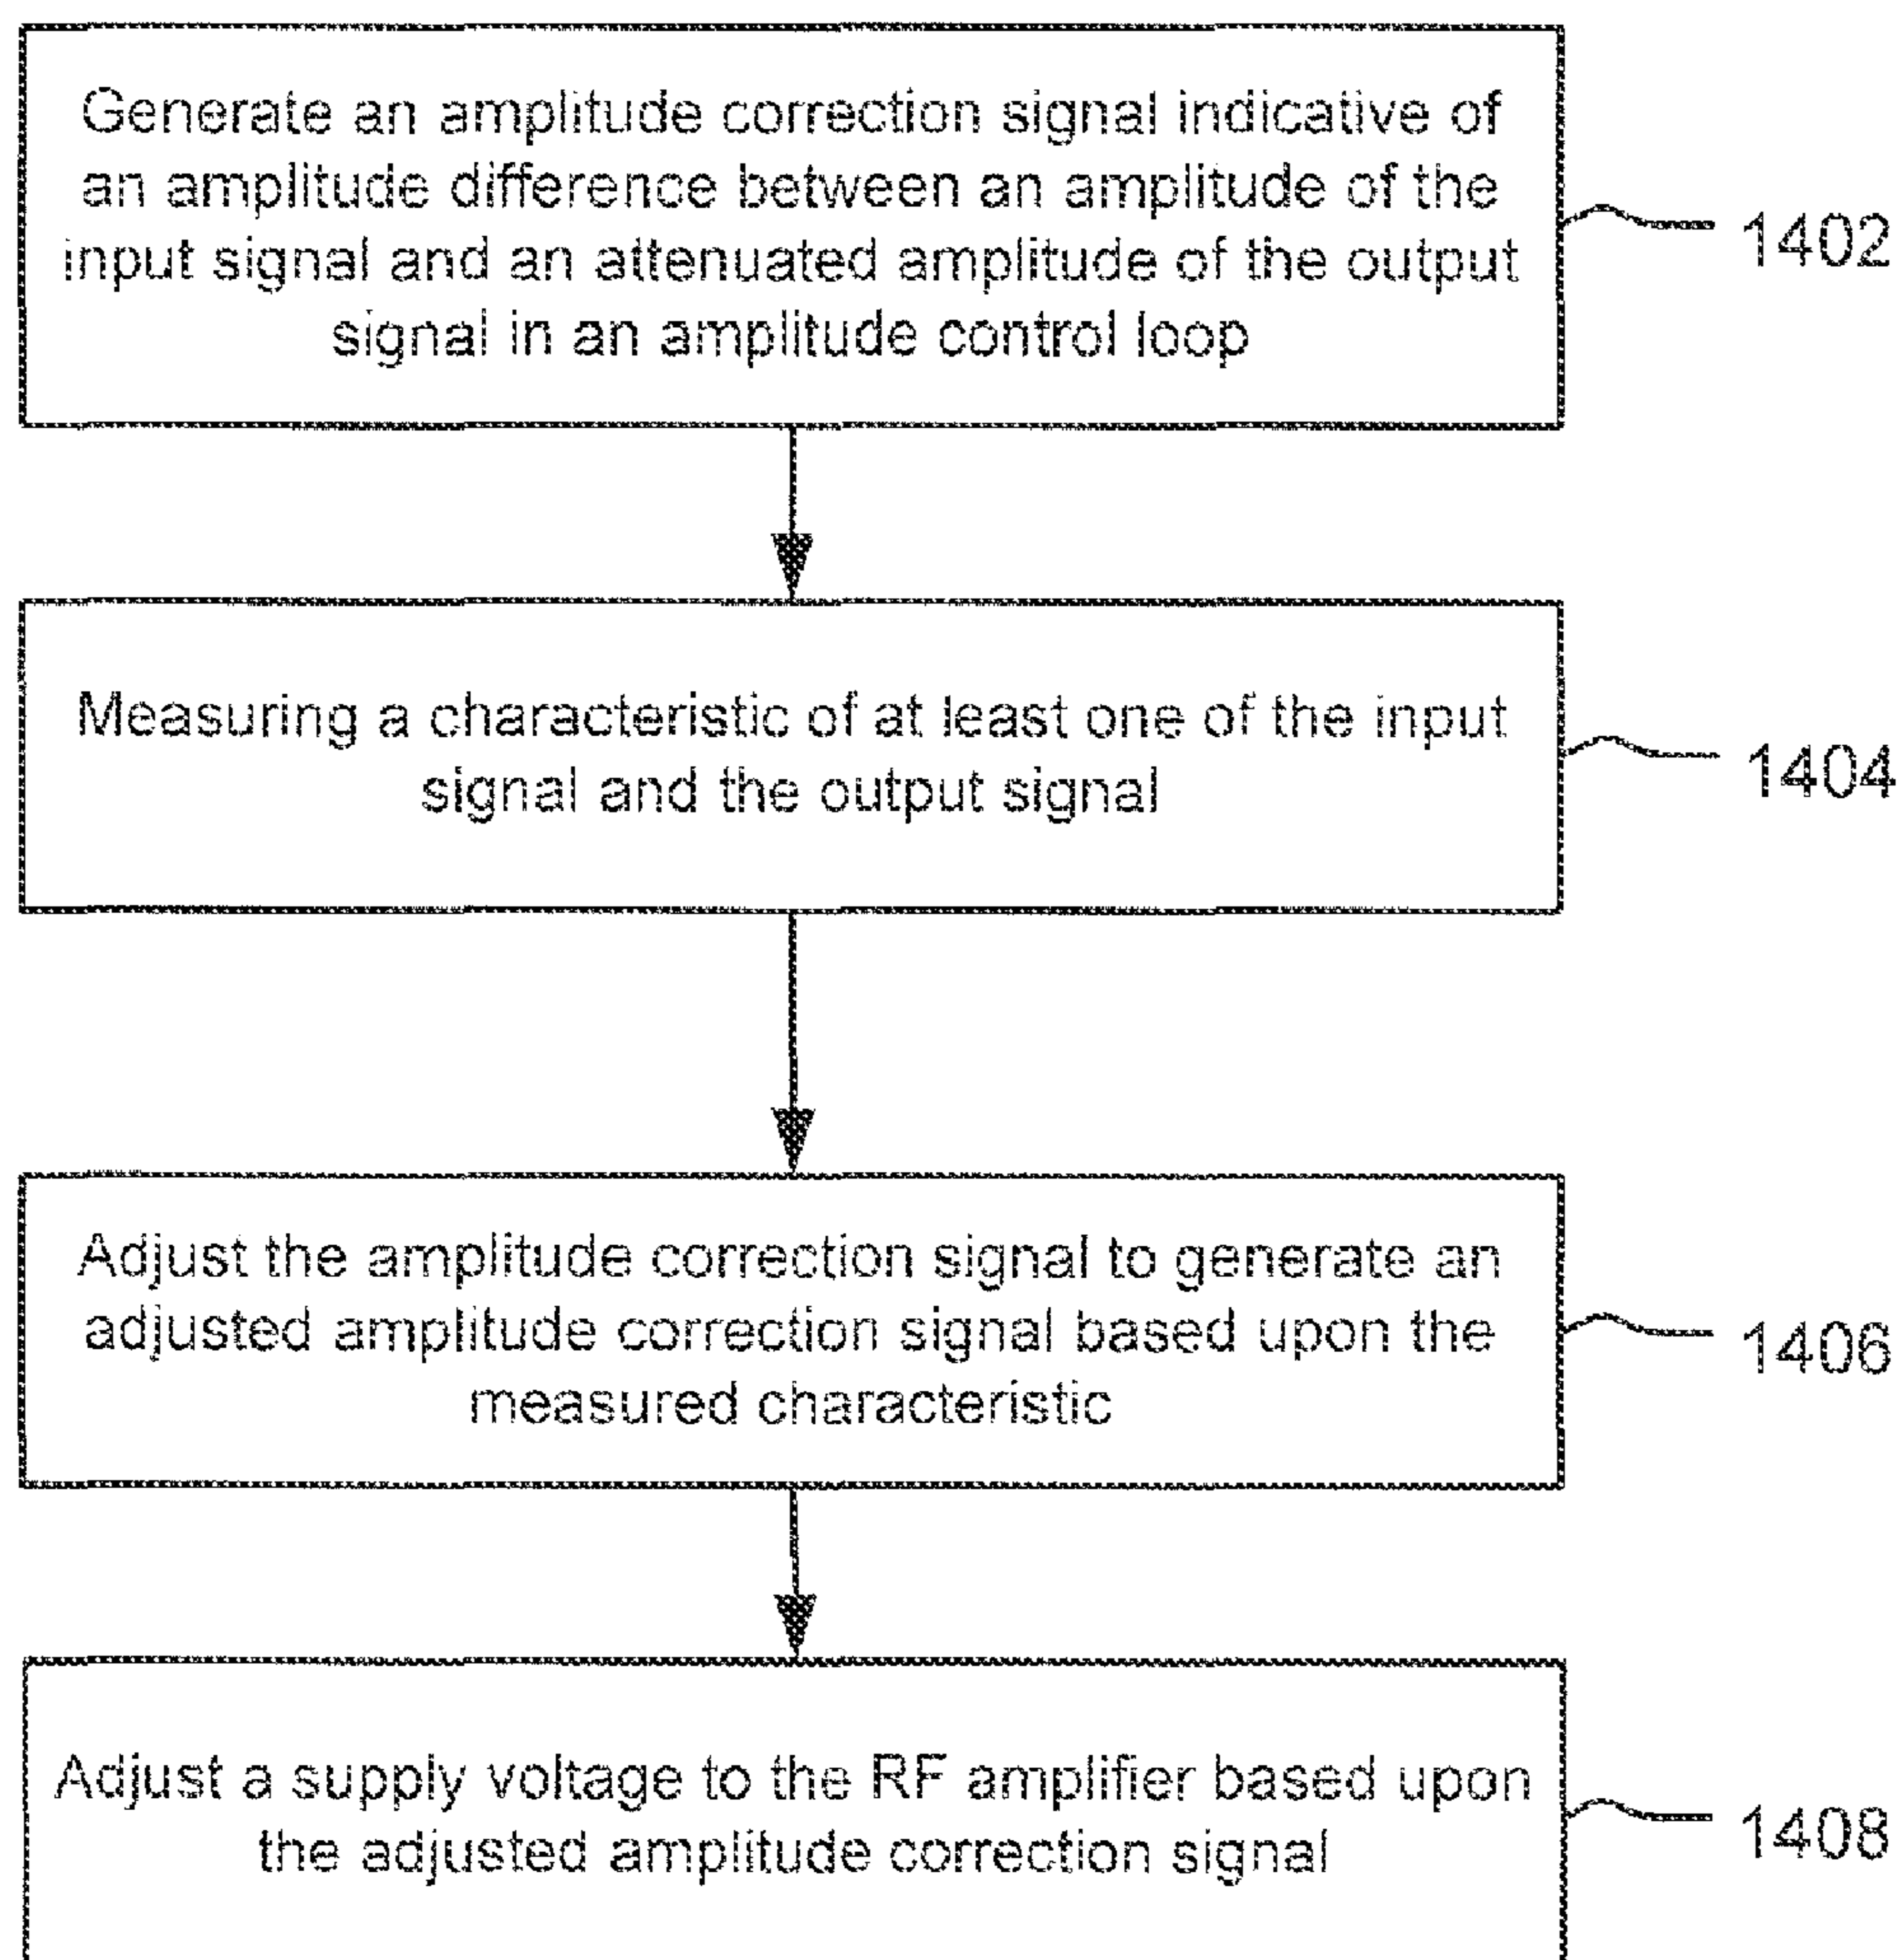 Generate an amplitude correction signal indicative of
an amplitude difference between an amplitude of the
input signal and an attenuated amplitude of the output
signal in an amplitude control loop
1402
Measuring a characteristic of at least one of the input
signal and the output signal
1404
Adjust the amplitude correction signal to generate an
adjusted amplitude correction signal based upon the
measured characteristic
1406
Adjust a supply voltage to the RF amplifier based upon
the adjusted amplitude correction signal
1408